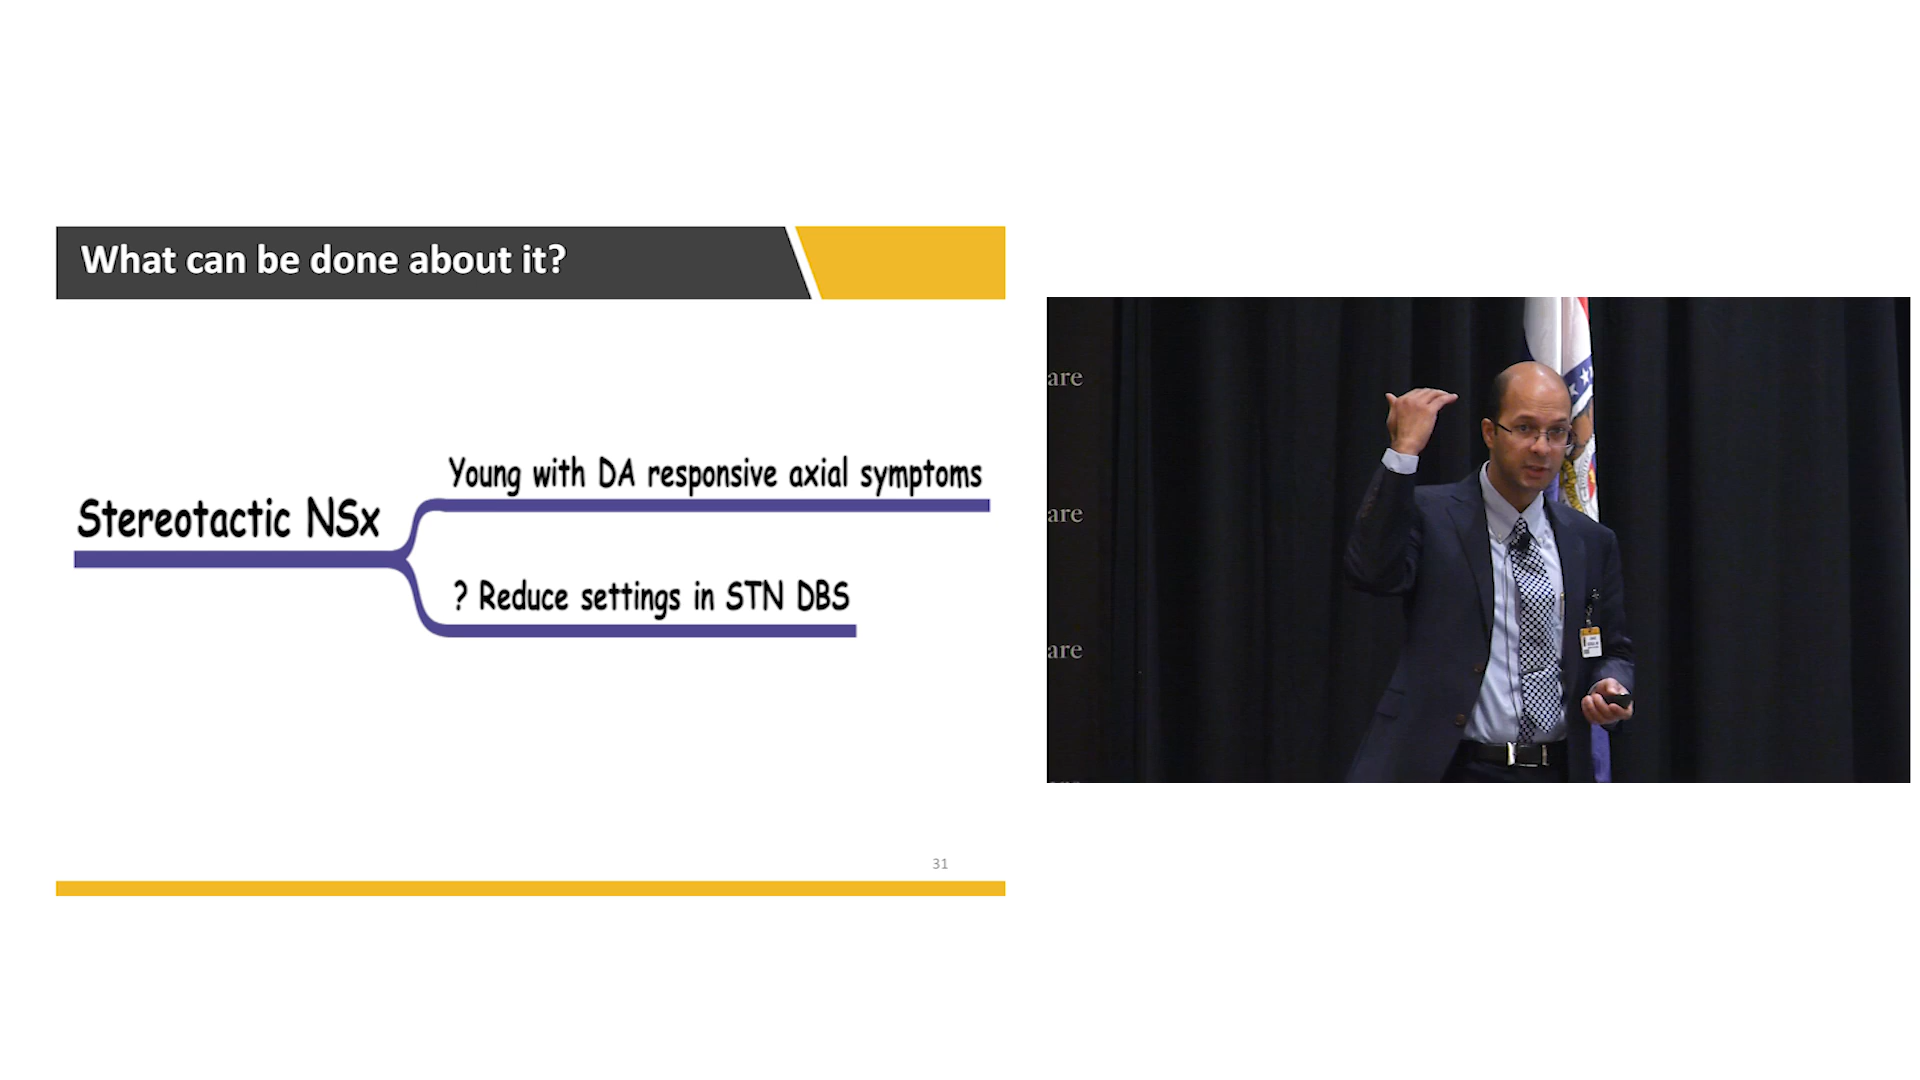 What can be done about it?
Young with DA responsive axial symptoms
Stereotactic NSx
? Reduce settings in STN DBS
31
are
are
are